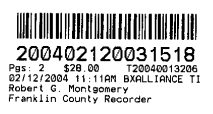 200402120031518
Pgs: 2 $28.00 T20040013206
02/12/2004 11:11AM BXALLIANCE TI
Robert G. Montgomery
Franklin County Recorder